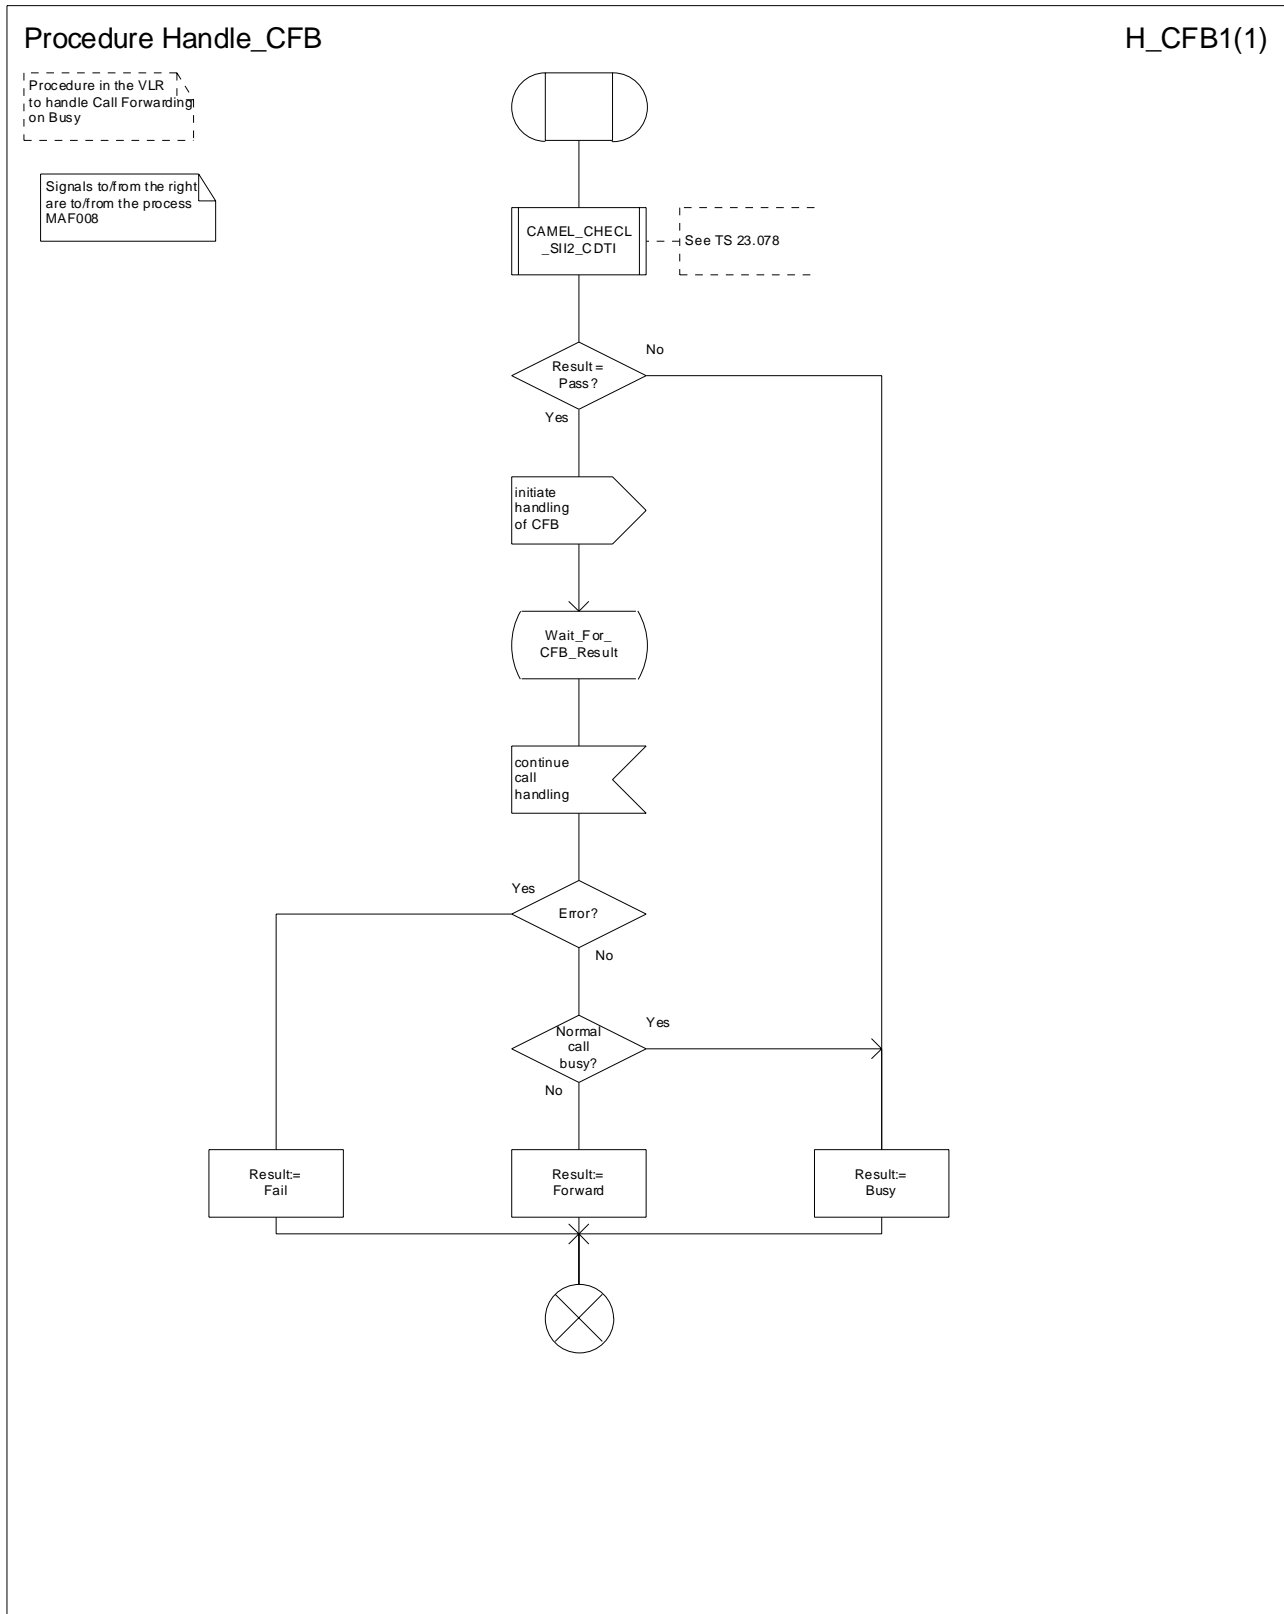 Procedure Handle_CFB
H_CFB1(1)
Procedure in the VLR
to handle Call Forwarding
on Busy
Signals to/from the right
are to/from the process
MAF008
CAMEL_CHECL
_SII2_CDTI
See TS 23.078
Result =
Pass?
No
Yes
initiate
handling
of CFB
Wait_For_
CFB_Result
continue
call
handling
Yes
Error?
No
Normal
call
busy?
Yes
No
Result:=
Fail
Result:=
Forward
Result:=
Busy